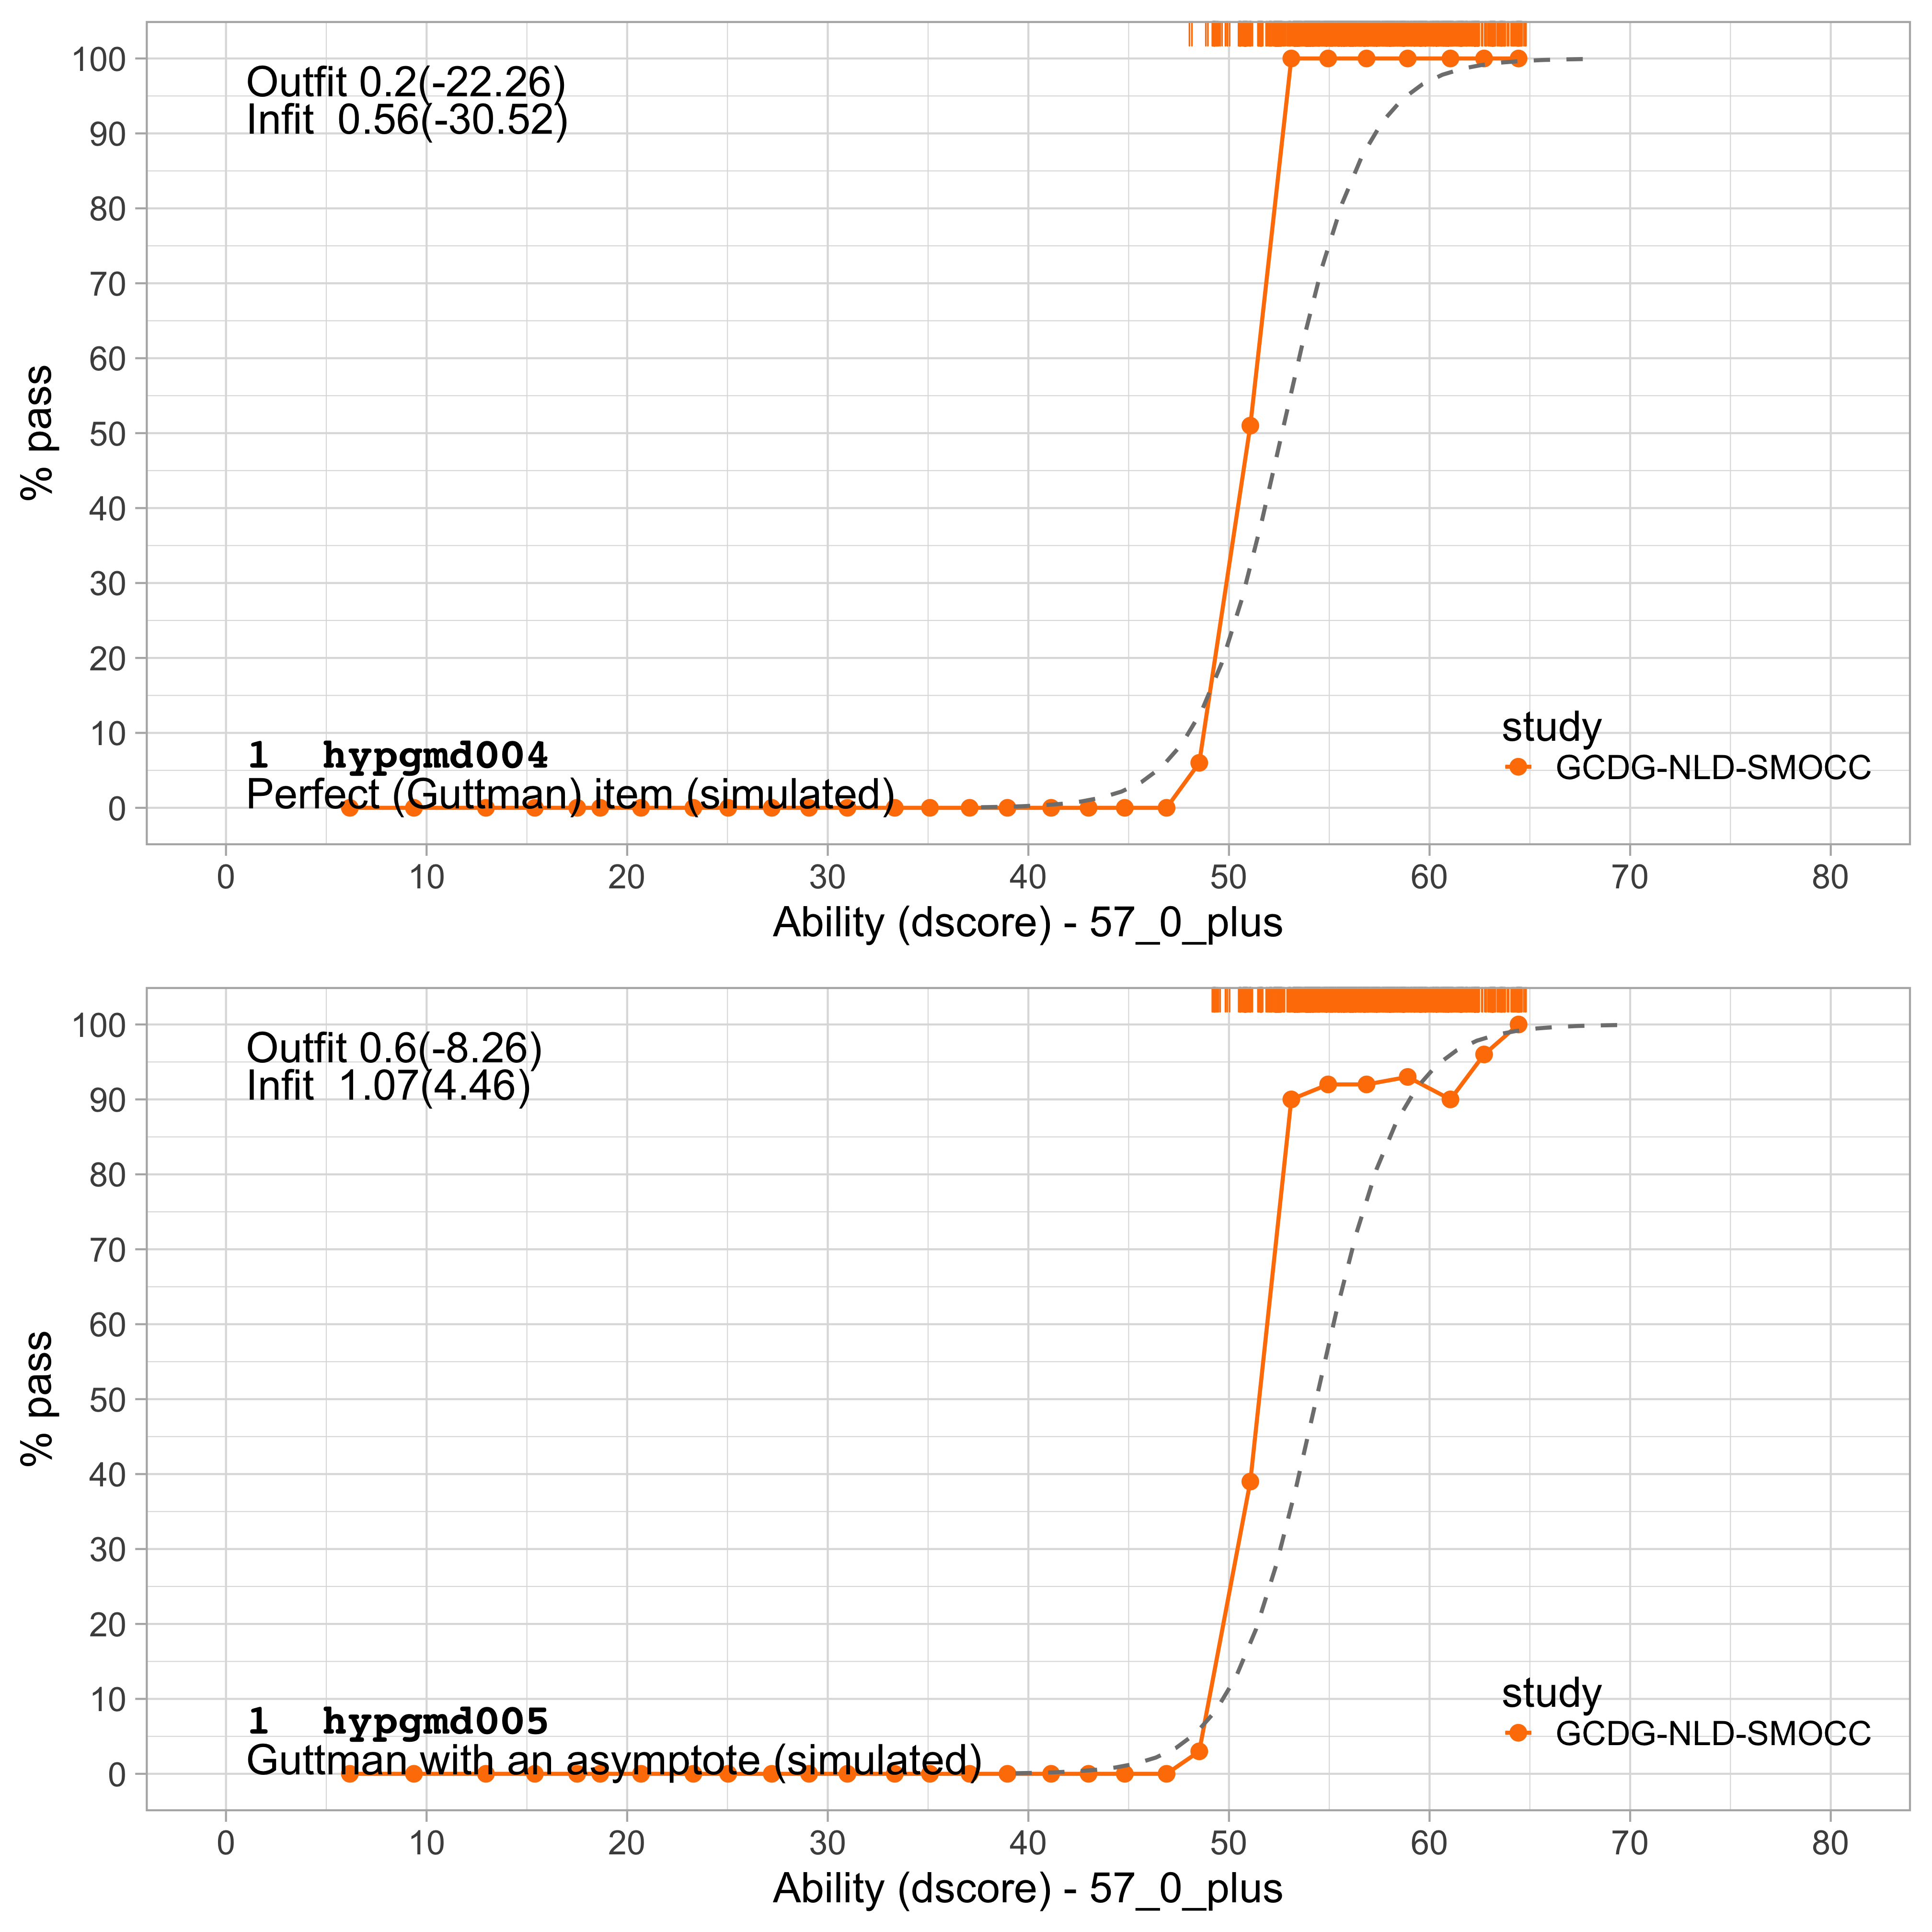 100
90
80
70
60
50
40
30
20
10
0
% pass
Outfit 0.2(-22.26)
Infit 0.56(-30.52)
1 hypgmd004
Perfect (Guttman) item (simulated)
study
GCDG-NLD-SMOCC
0 10 20 30 40 50 60 70 80
Ability (dscore) - 57_0_plus
100
90
80
70
60
50
40
30
20
10
0
% pass
Outfit 0.6(-8.26)
Infit 1.07(4.46)
1 hypgmd005
Guttman with an asymptote (simulated)
study
GCDG-NLD-SMOCC
0 10 20 30 40 50 60 70 80
Ability (dscore) - 57_0_plus